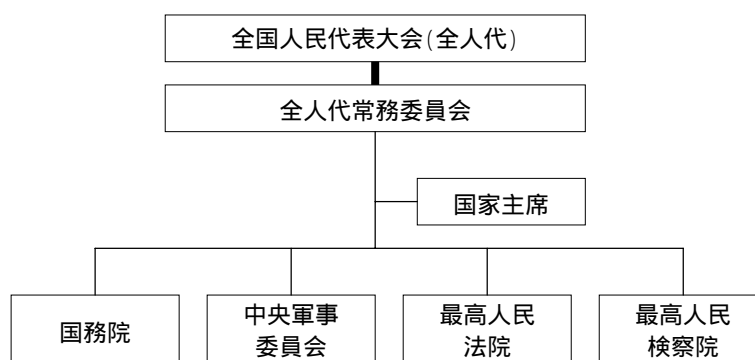 全国人民代表大会(全人代)
全人代常務委員会
国家主席
国務院
中央軍事
委員会
最高人民
法院
最高人民
検察院